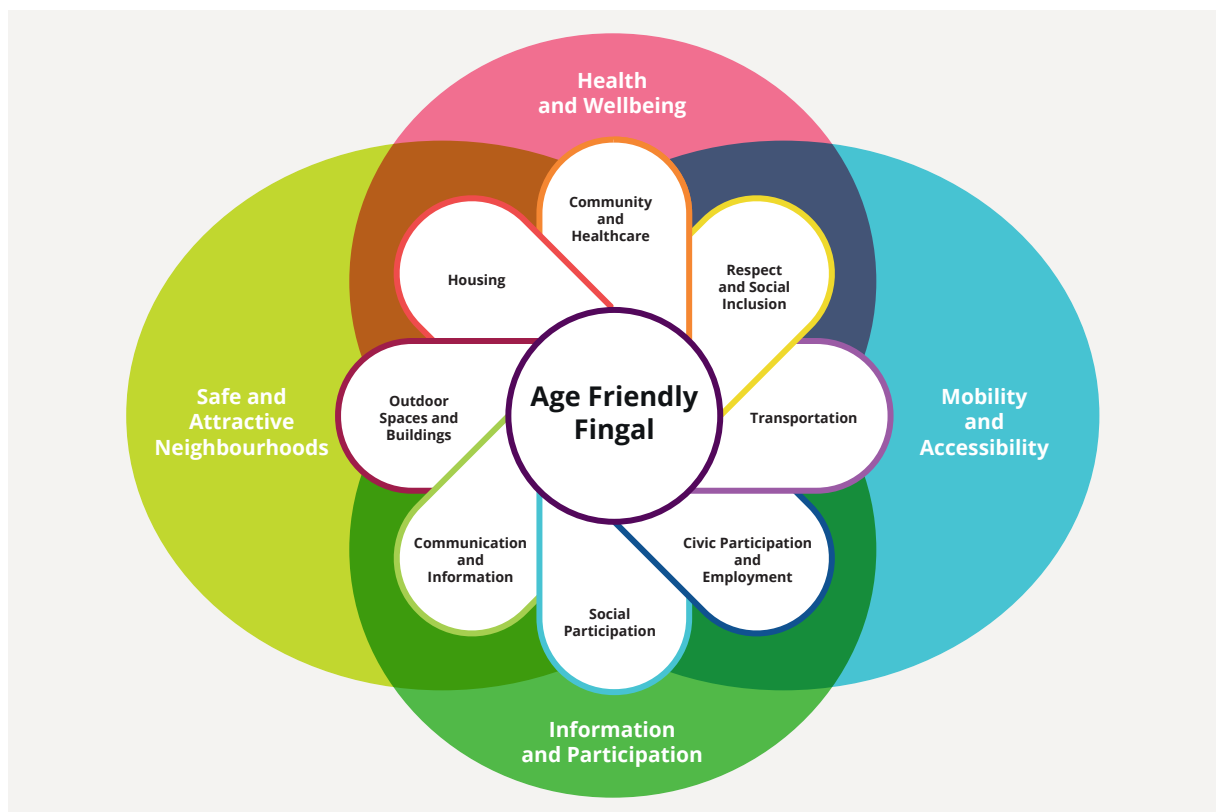 Health
and Wellbeing
Community
and
Healthcare
Housing
Respect
and Social
Inclusion
Safe and
Attractive
Neighbourhoods
Outdoor
Spaces and
Buildings
Age Friendly
Fingal
Transportation
Mobility
and
Accessibility
Communication
and
Information
Civic Participation
and
Employment
Social
Participation
Information
and Participation